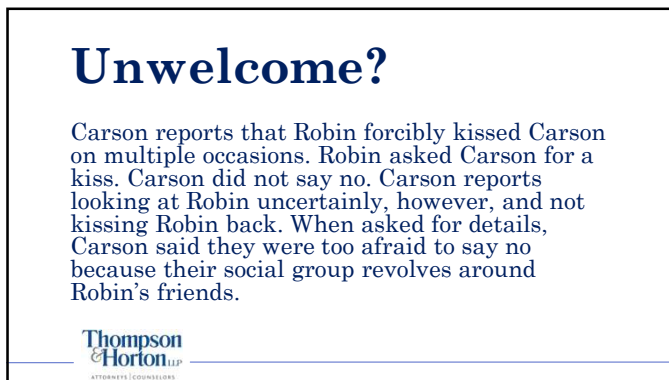 Unwelcome?
Carson reports that Robin forcibly kissed Carson
on multiple occasions. Robin asked Carson for a
kiss. Carson did not say no. Carson reports
looking at Robin uncertainly, however, and not
kissing Robin back. When asked for details,
Carson said they were too afraid to say no
because their social group revolves around
Robin’s friends.
Thompson
&Horton LLP
ATTORNEYS | COUNSELORS